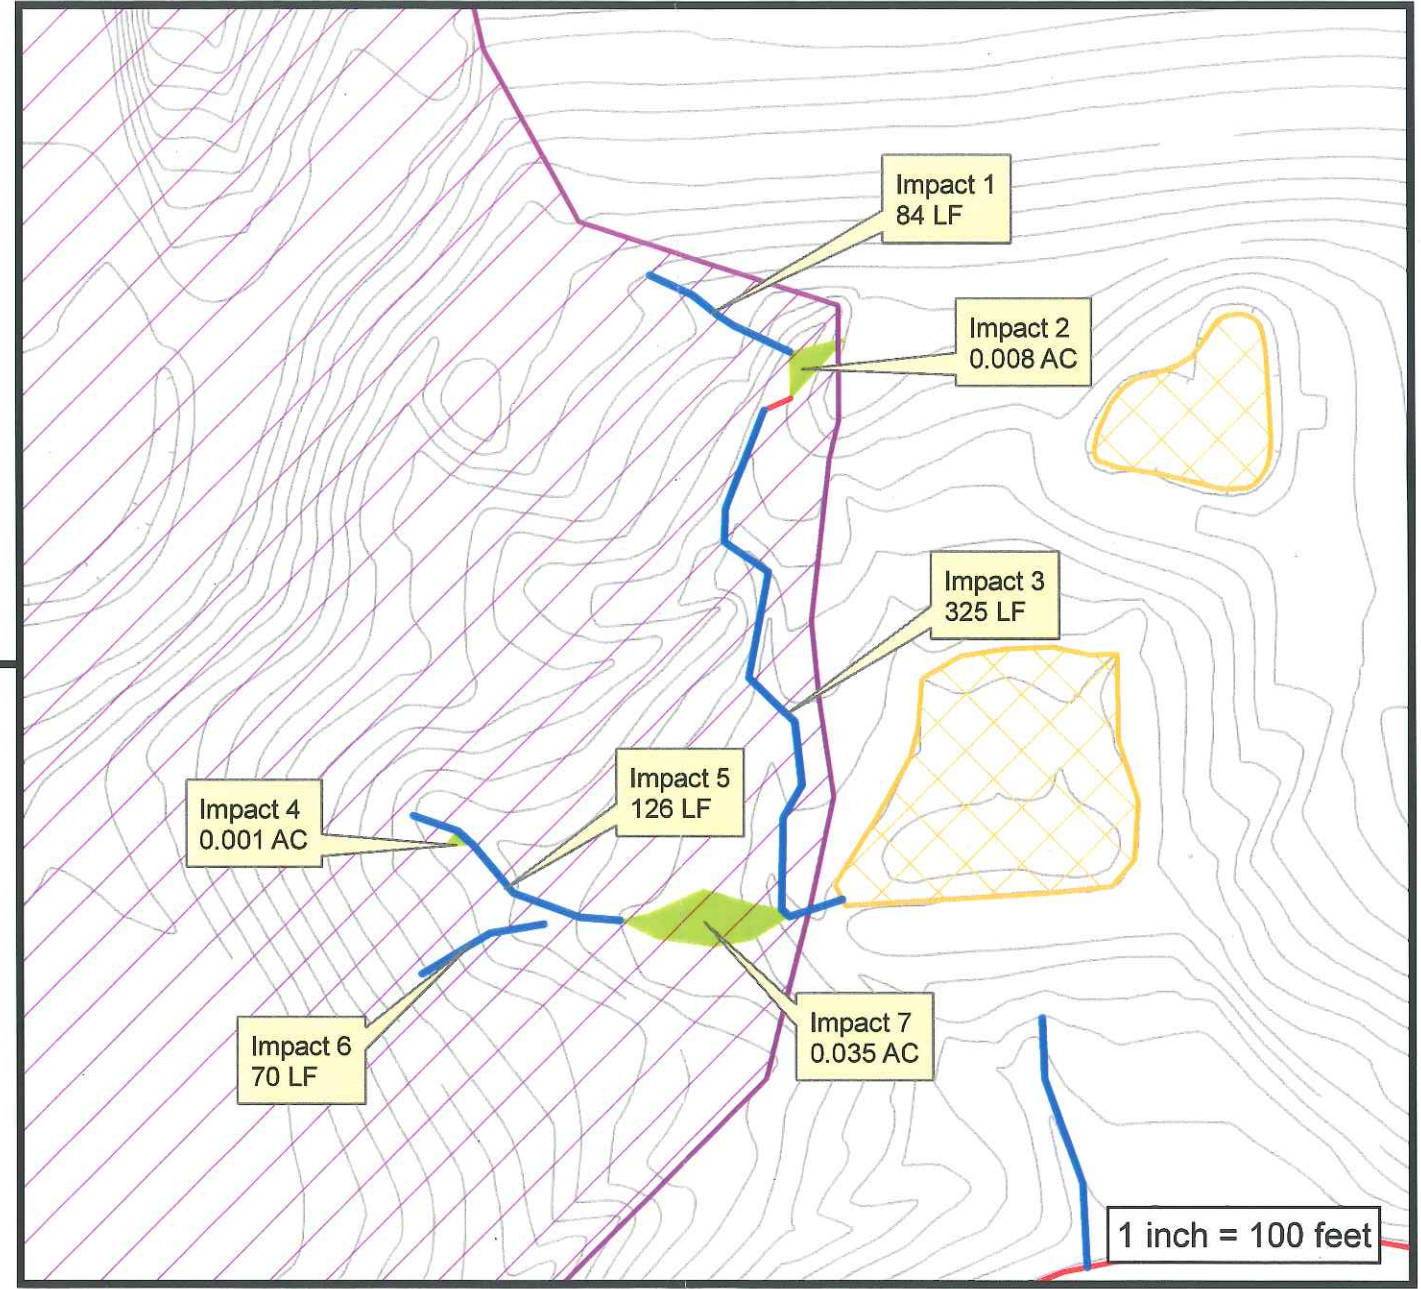 Impact 1
84 LF
Impact 2
0.008 AC
Impact 3
325 LF
Impact 5
126 LF
Impact 4
0.001 AC
Impact 7
0.035 AC
Impact 6
70 LF
1 inch = 100 feet